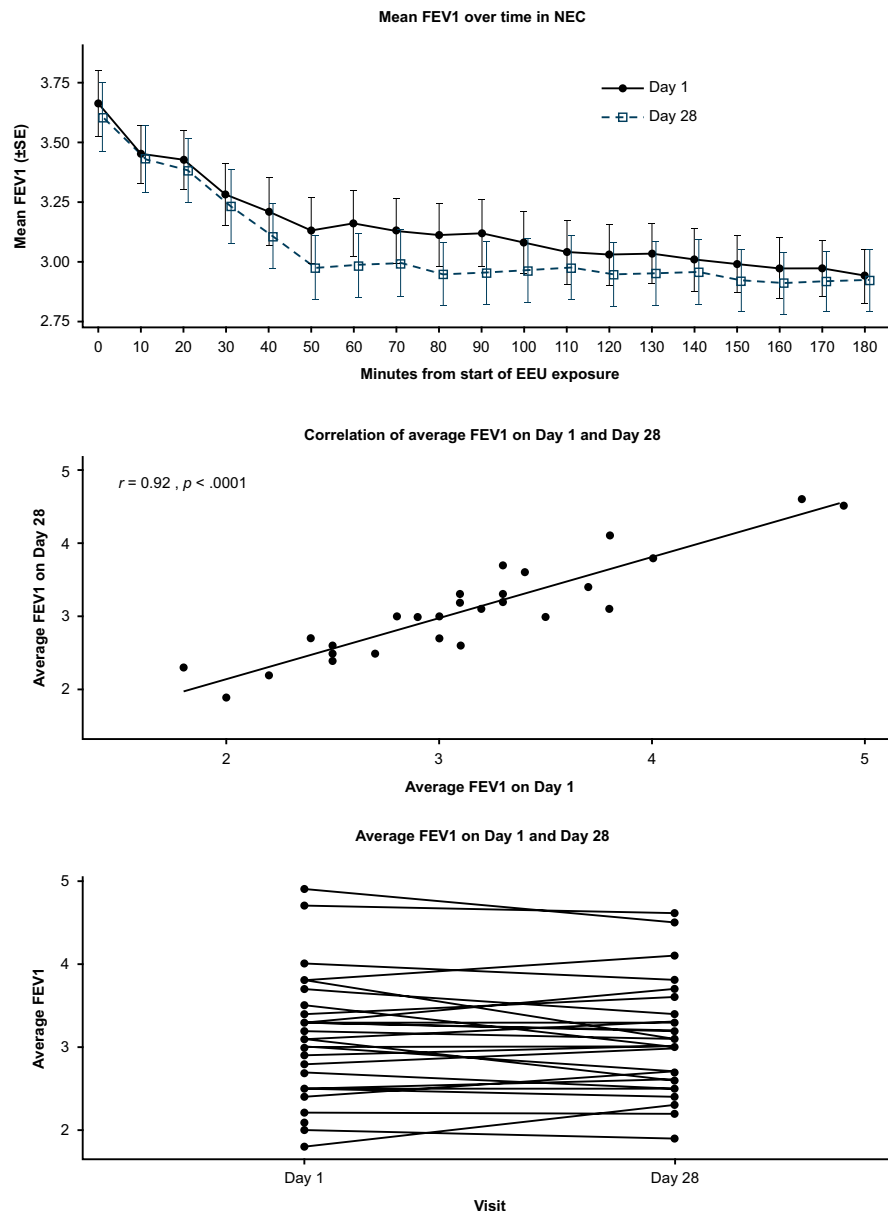 Mean FEV1 over time in NEC
Mean FEV1 (±SE)
3.75
3.50
3.25
3.00
2.75
Day 1
Day 28
0 10 20 30 40 50 60 70 80 90 100 110 120 130 140 150 160 170 180
Minutes from start of EEU exposure
Correlation of average FEV1 on Day 1 and Day 28
r = 0.92 , p < .0001
Average FEV1 on Day 28
5
4
3
2
2 3 4 5
Average FEV1 on Day 1
Average FEV1 on Day 1 and Day 28
Average FEV1
5
4
3
2
Day 1 Day 28
Visit